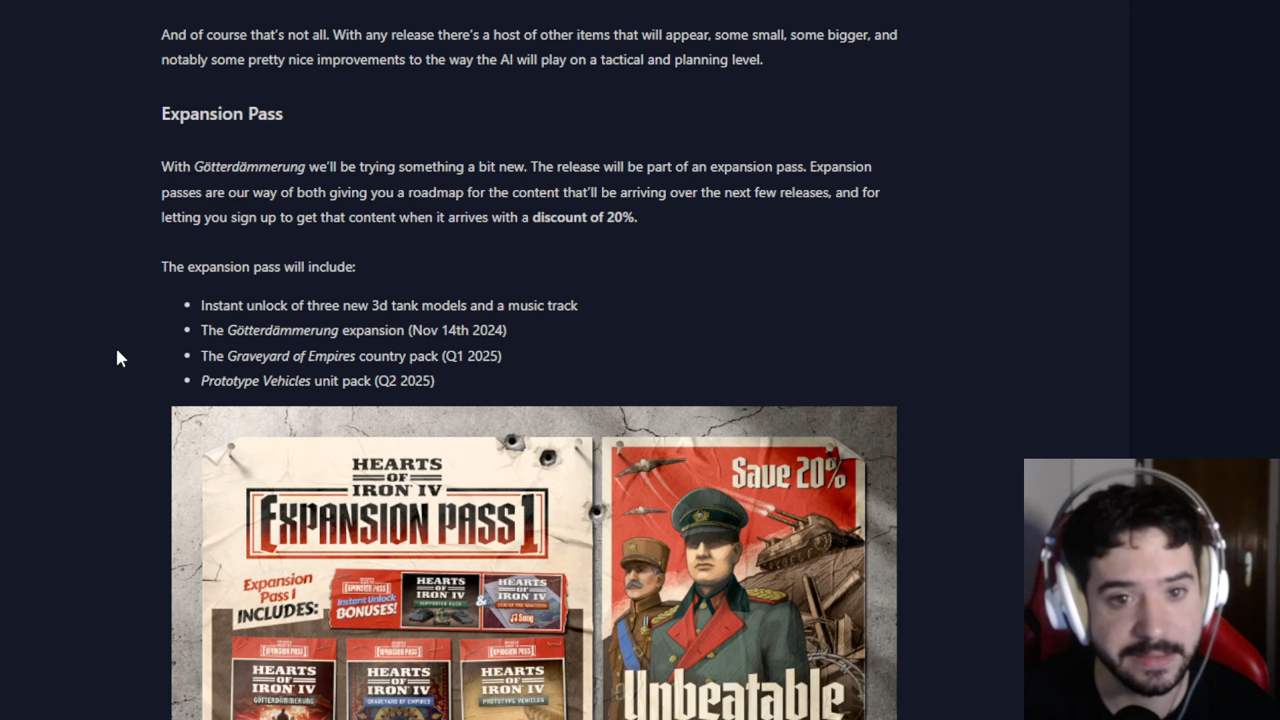 And of course that's not all. With any release there's a host of other items that will appear, some small, some bigger, and
notably some pretty nice improvements to the way the AI will play on a tactical and planning level.
Expansion Pass
With Götterdämmerung we'll be trying something a bit new. The release will be part of an expansion pass. Expansion
passes are our way of both giving you a roadmap for the content that'll be arriving over the next few releases, and for
letting you sign up to get that content when it arrives with a discount of 20%.
The expansion pass will include:
Instant unlock of three new 3d tank models and a music track
The Götterdämmerung expansion (Nov 14th 2024)
The Graveyard of Empires country pack (Q1 2025)
Prototype Vehicles unit pack (Q2 2025)
HEARTS
OF
IRON IV
EXPANSION PASS 1
Expansion
Pass 1
INCLUDES:
EXPANSION PASS 1
Instant Unlock
BONUSES!
HEARTS
OF
IRON IV
SUPPORTER PACK
&
HEARTS
OF
IRON IV
Song
EXPANSION PASS 1
HEARTS
OF
IRON IV
GÖTTERDÄMMERUNG
EXPANSION PASS 1
HEARTS
OF
IRON IV
GRAVEYARD OF EMPIRES
EXPANSION PASS 1
HEARTS
OF
IRON IV
PROTOTYPE VEHICLES
Save 20%
Unbeatable